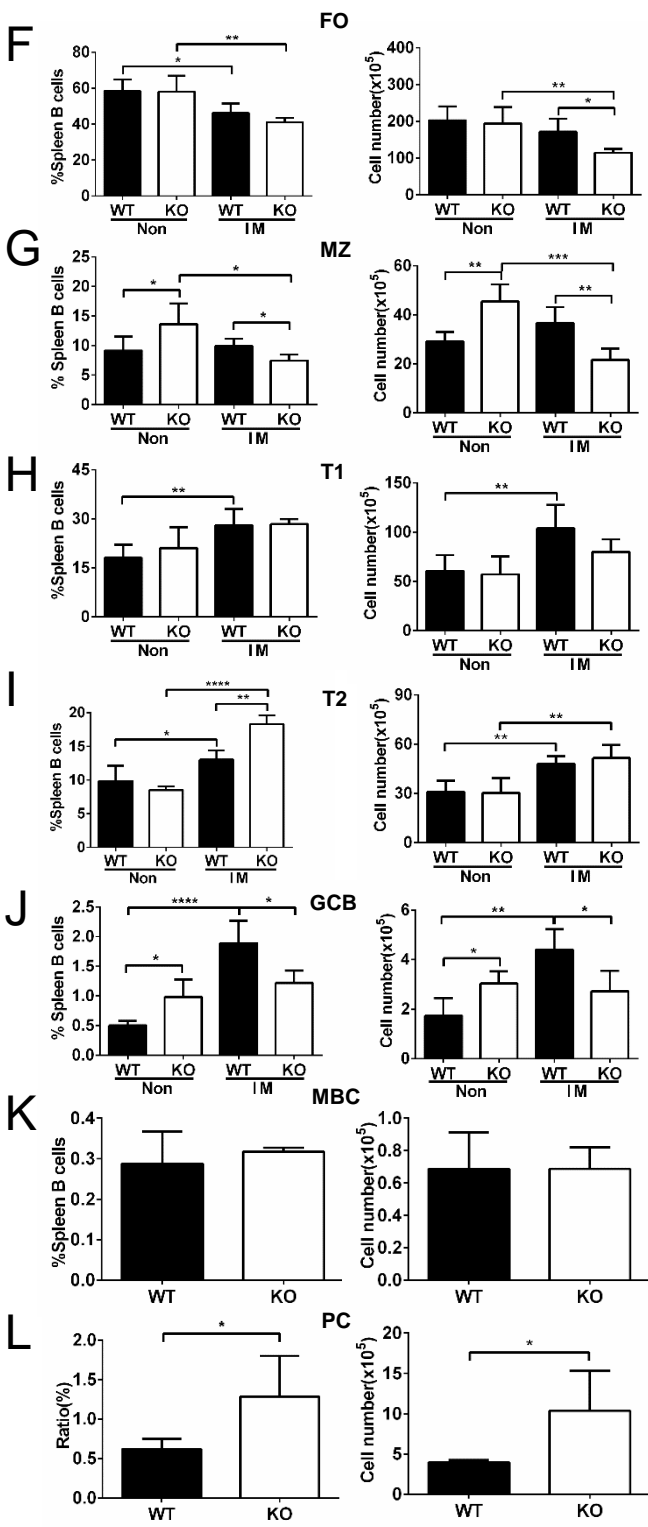 F
FO
%Spleen B cells
80
60
40
20
0
* **
WT KO WT KO
Non IM
Cell number(x10⁵)
400
300
200
100
0
** *
WT KO WT KO
Non IM
G
MZ
% Spleen B cells
25
20
15
10
5
0
* * *
WT KO WT KO
Non IM
Cell number(x10⁵)
60
40
20
0
** *** **
WT KO WT KO
Non IM
H
T1
%Spleen B cells
45
30
15
0
**
WT KO WT KO
Non IM
Cell number(x10⁵)
150
100
50
0
**
WT KO WT KO
Non IM
I
T2
%Spleen B cells
20
15
10
5
0
* **** **
WT KO WT KO
Non IM
Cell number(x10⁵)
90
60
30
0
** **
WT KO WT KO
Non IM
J
GCB
% Spleen B cells
2.5
2.0
1.5
1.0
0.5
0.0
* **** *
WT KO WT KO
Non IM
Cell number(x10⁵)
6
4
2
0
* ** *
WT KO WT KO
Non IM
K
MBC
%Spleen B cells
0.4
0.3
0.2
0.1
0.0
WT KO
Cell number(x10⁵)
1.0
0.8
0.6
0.4
0.2
0.0
WT KO
L
PC
Ratio(%)
2.0
1.5
1.0
0.5
0.0
*
WT KO
Cell number(x10⁵)
20
15
10
5
0
*
WT KO